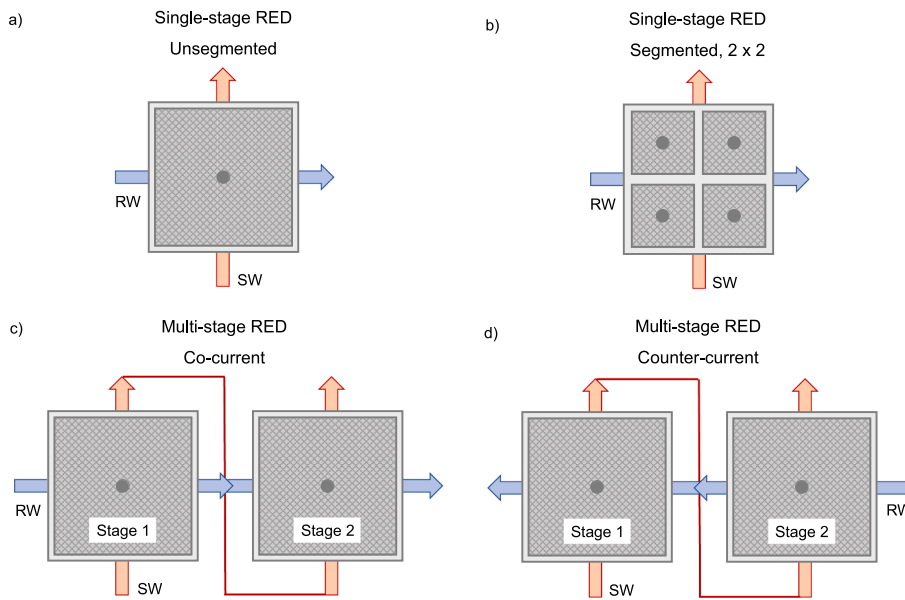 a)
Single-stage RED
Unsegmented
RW
SW
b)
Single-stage RED
Segmented, 2 x 2
RW
SW
c)
Multi-stage RED
Co-current
RW
Stage 1
Stage 2
SW
d)
Multi-stage RED
Counter-current
RW
Stage 1
Stage 2
SW